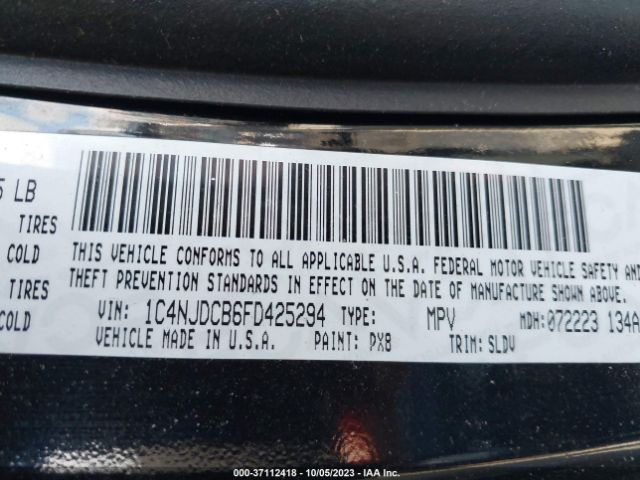 5 LB
TIRES
COLD
TIRES
COLD
THIS VEHICLE CONFORMS TO ALL APPLICABLE U.S.A. FEDERAL MOTOR VEHICLE SAFETY AND
THEFT PREVENTION STANDARDS IN EFFECT ON THE DATE OF MANUFACTURE SHOWN ABOVE.
VIN: 1C4NJDCB6FD425294 TYPE: MPV MDH:072223 134A
VEHICLE MADE IN U.S.A. PAINT: PX8 TRIM: SLDV
000-37112418 - 10/05/2023 - IAA Inc.